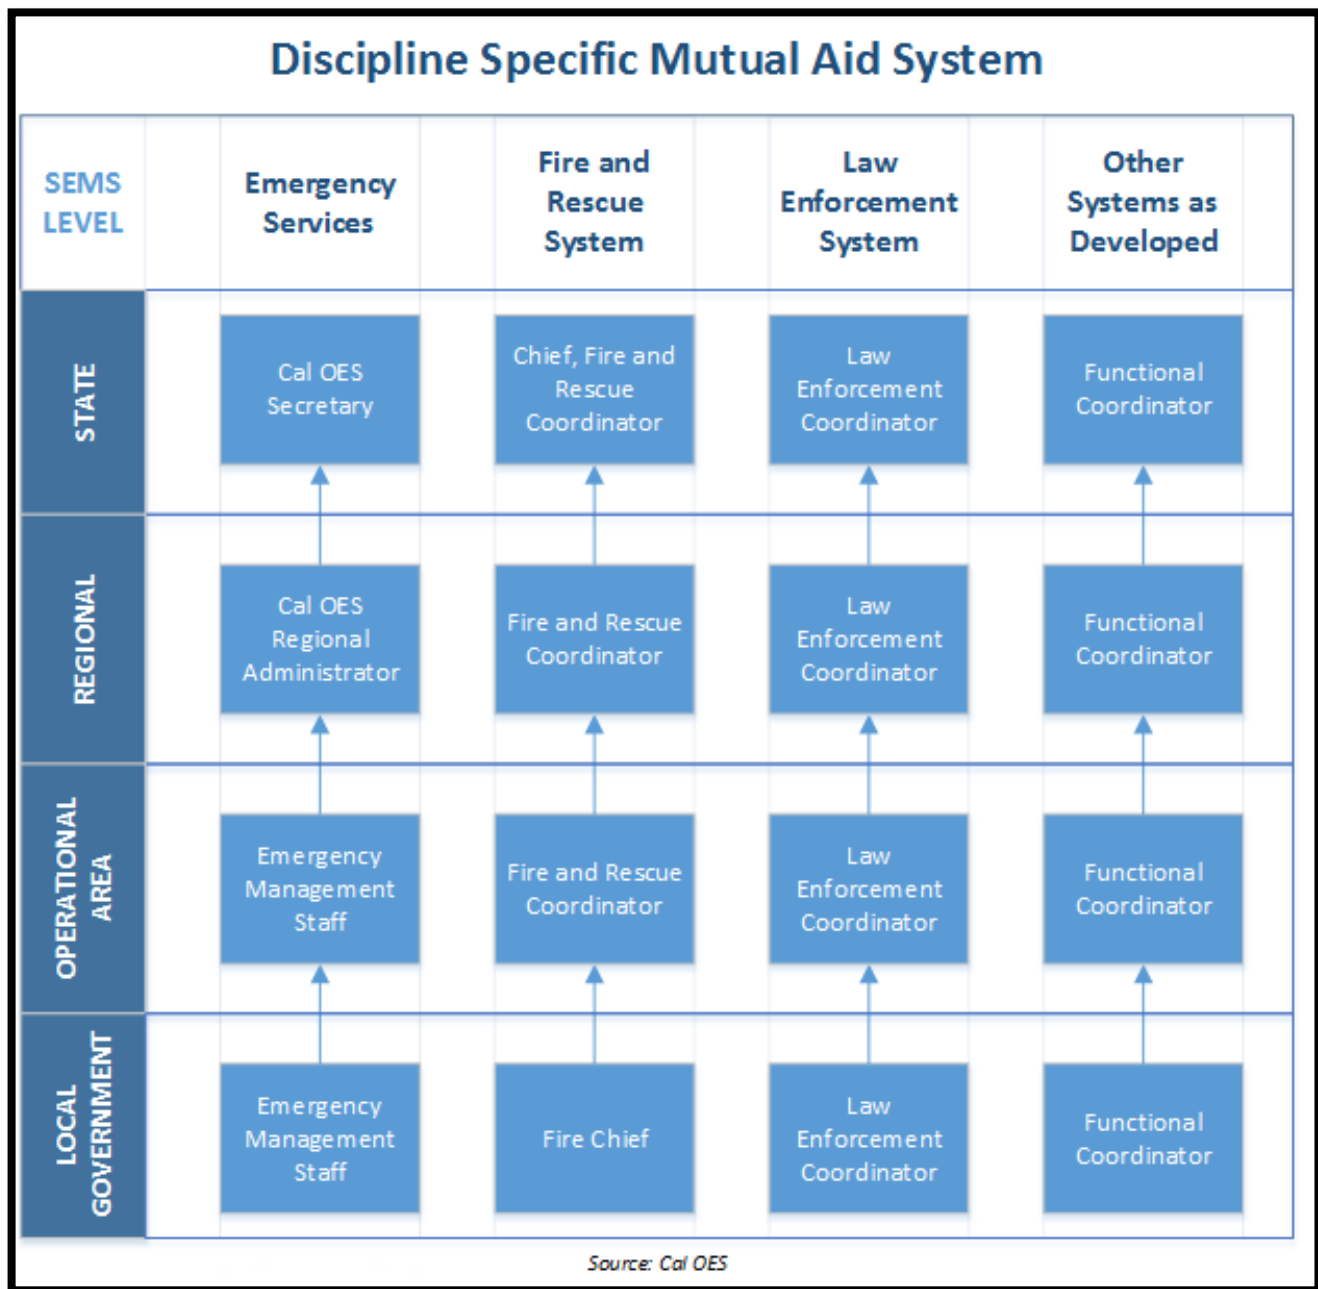 Discipline Specific Mutual Aid System
SEMS
LEVEL
Emergency
Services
Fire and
Rescue
System
Law
Enforcement
System
Other
Systems as
Developed
STATE
Cal OES
Secretary
Chief, Fire and
Rescue
Coordinator
Law
Enforcement
Coordinator
Functional
Coordinator
REGIONAL
Cal OES
Regional
Administrator
Fire and Rescue
Coordinator
Law
Enforcement
Coordinator
Functional
Coordinator
OPERATIONAL
AREA
Emergency
Management
Staff
Fire and Rescue
Coordinator
Law
Enforcement
Coordinator
Functional
Coordinator
LOCAL
GOVERNMENT
Emergency
Management
Staff
Fire Chief
Law
Enforcement
Coordinator
Functional
Coordinator
Source: Cal OES